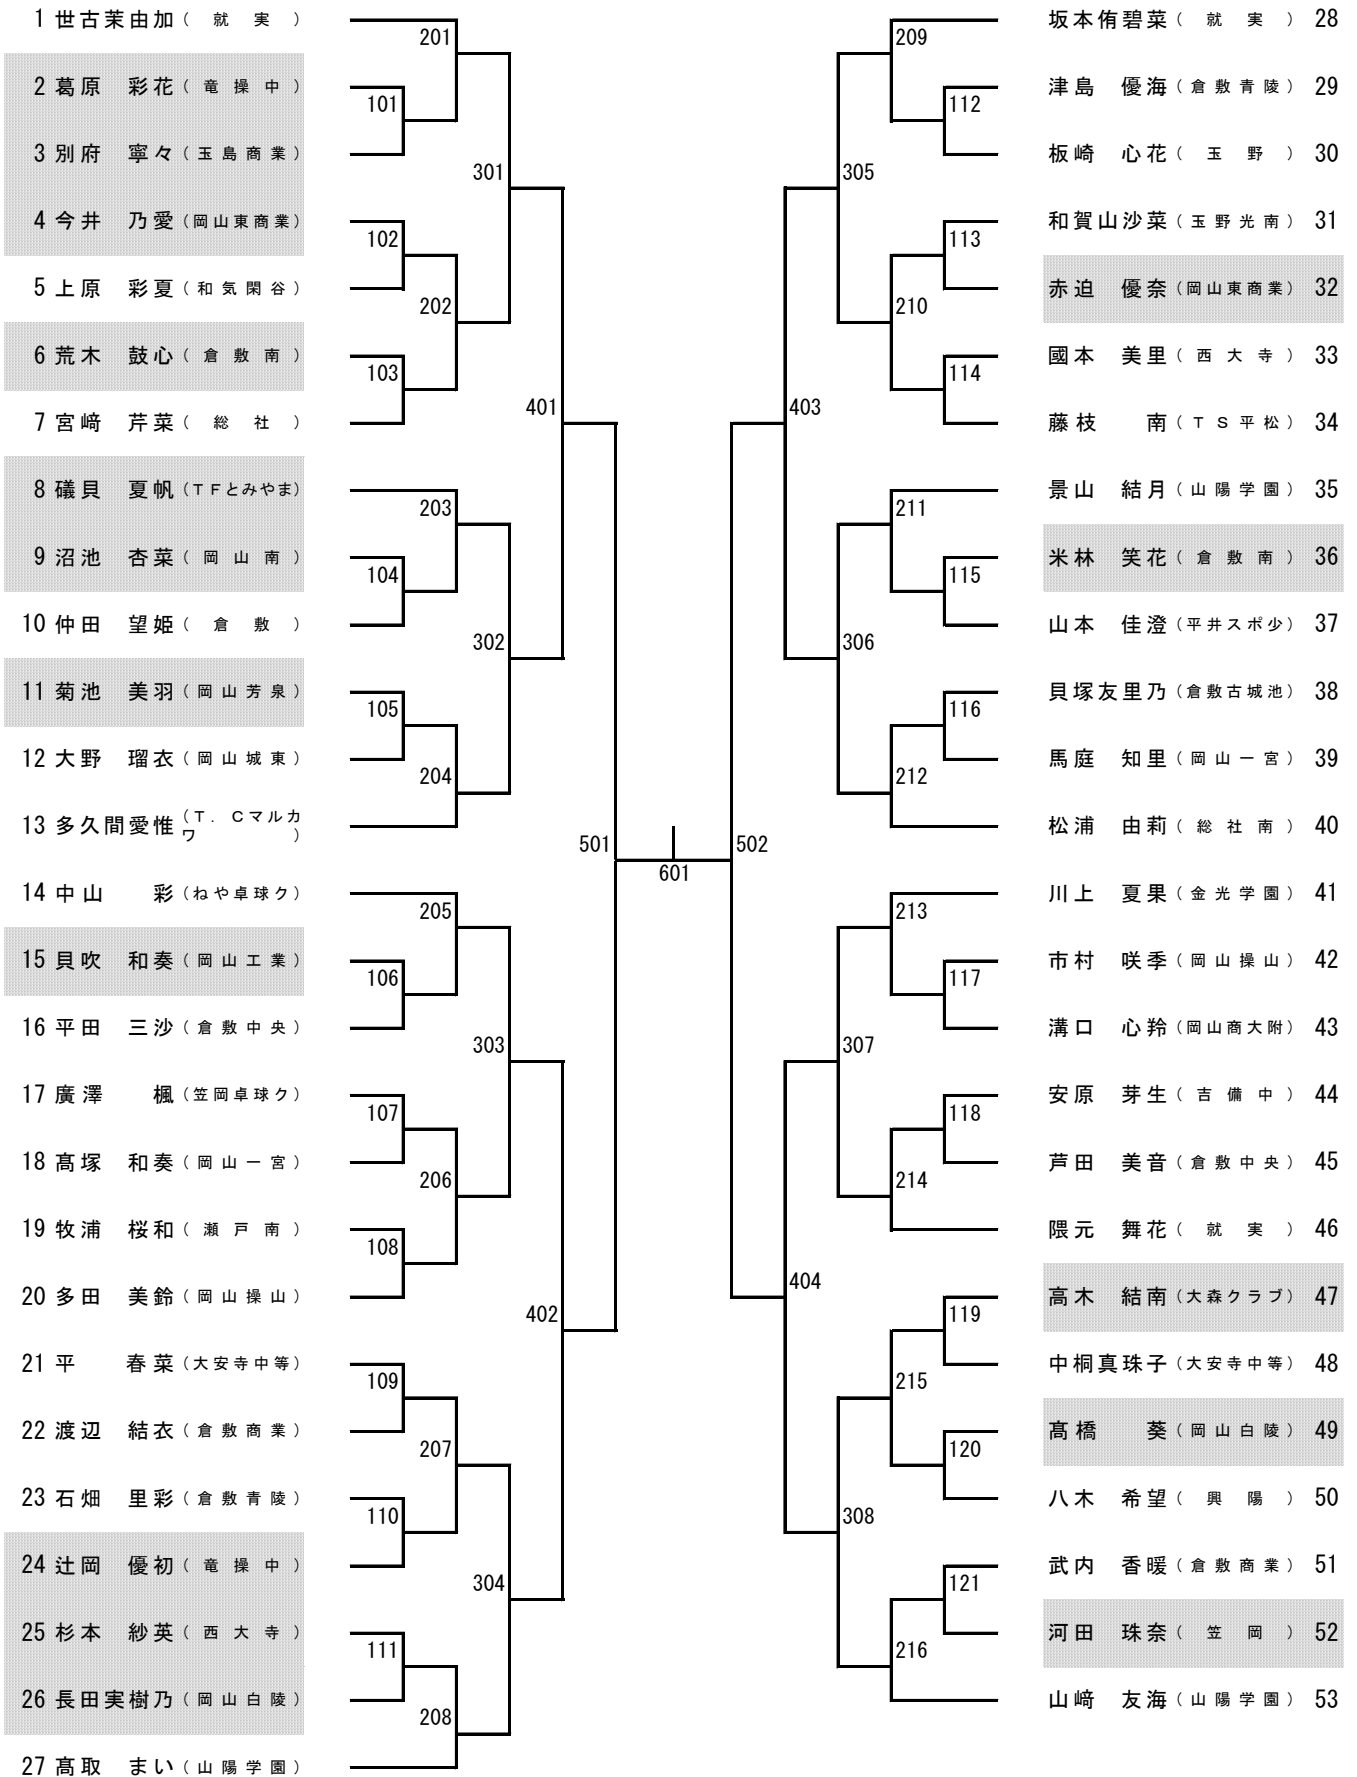 1 世古茉由加（就実）
2 葛原 彩花（竜操中）
3 別府 寧々（玉島商業）
4 今井 乃愛（岡山東商業）
5 上原 彩夏（和気閑谷）
6 荒木 鼓心（倉敷南）
7 宮﨑 芹菜（総社）
8 礒貝 夏帆（ＴＦとみやま）
9 沼池 杏菜（岡山南）
10 仲田 望姫（倉敷）
11 菊池 美羽（岡山芳泉）
12 大野 瑠衣（岡山城東）
13 多久間愛惟（Ｔ．Ｃマルカワ）
14 中山 彩（ねや卓球ク）
15 貝吹 和奏（岡山工業）
16 平田 三沙（倉敷中央）
17 廣澤 楓（笠岡卓球ク）
18 髙塚 和奏（岡山一宮）
19 牧浦 桜和（瀬戸南）
20 多田 美鈴（岡山操山）
21 平 春菜（大安寺中等）
22 渡辺 結衣（倉敷商業）
23 石畑 里彩（倉敷青陵）
24 辻岡 優初（竜操中）
25 杉本 紗英（西大寺）
26 長田実樹乃（岡山白陵）
27 髙取 まい（山陽学園）
201
101
301
102
202
103
401
203
104
302
105
204
501
205
106
303
107
206
108
402
109
207
110
304
111
208
601
209
112
305
113
210
114
403
211
115
306
116
212
502
213
117
307
118
214
404
119
215
120
308
121
216
坂本侑碧菜（就実） 28
津島 優海（倉敷青陵） 29
板崎 心花（玉野） 30
和賀山沙菜（玉野光南） 31
赤迫 優奈（岡山東商業） 32
國本 美里（西大寺） 33
藤枝 南（ＴＳ平松） 34
景山 結月（山陽学園） 35
米林 笑花（倉敷南） 36
山本 佳澄（平井スポ少） 37
貝塚友里乃（倉敷古城池） 38
馬庭 知里（岡山一宮） 39
松浦 由莉（総社南） 40
川上 夏果（金光学園） 41
市村 咲季（岡山操山） 42
溝口 心羚（岡山商大附） 43
安原 芽生（吉備中） 44
芦田 美音（倉敷中央） 45
隈元 舞花（就実） 46
高木 結南（大森クラブ） 47
中桐真珠子（大安寺中等） 48
髙橋 葵（岡山白陵） 49
八木 希望（興陽） 50
武内 香暖（倉敷商業） 51
河田 珠奈（笠岡） 52
山﨑 友海（山陽学園） 53